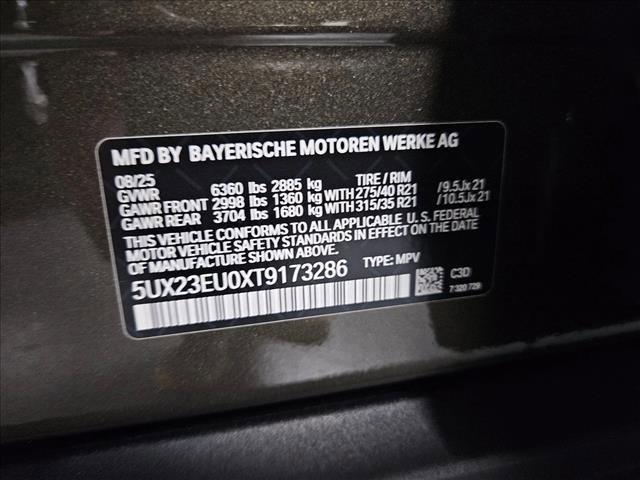 MFD BY BAYERISCHE MOTOREN WERKE AG
08/25 TIRE / RIM
GVWR 6360 lbs 2885 kg
GAWR FRONT 2998 lbs 1360 kg WITH 275/40 R21 /9.5Jx21
GAWR REAR 3704 lbs 1680 kg WITH 315/35 R21 /10.5Jx21
THIS VEHICLE CONFORMS TO ALL APPLICABLE U.S. FEDERAL
MOTOR VEHICLE SAFETY STANDARDS IN EFFECT ON THE DATE
OF MANUFACTURE SHOWN ABOVE.
5UX23EU0XT9173286 TYPE: MPV
C3D
7 320 729